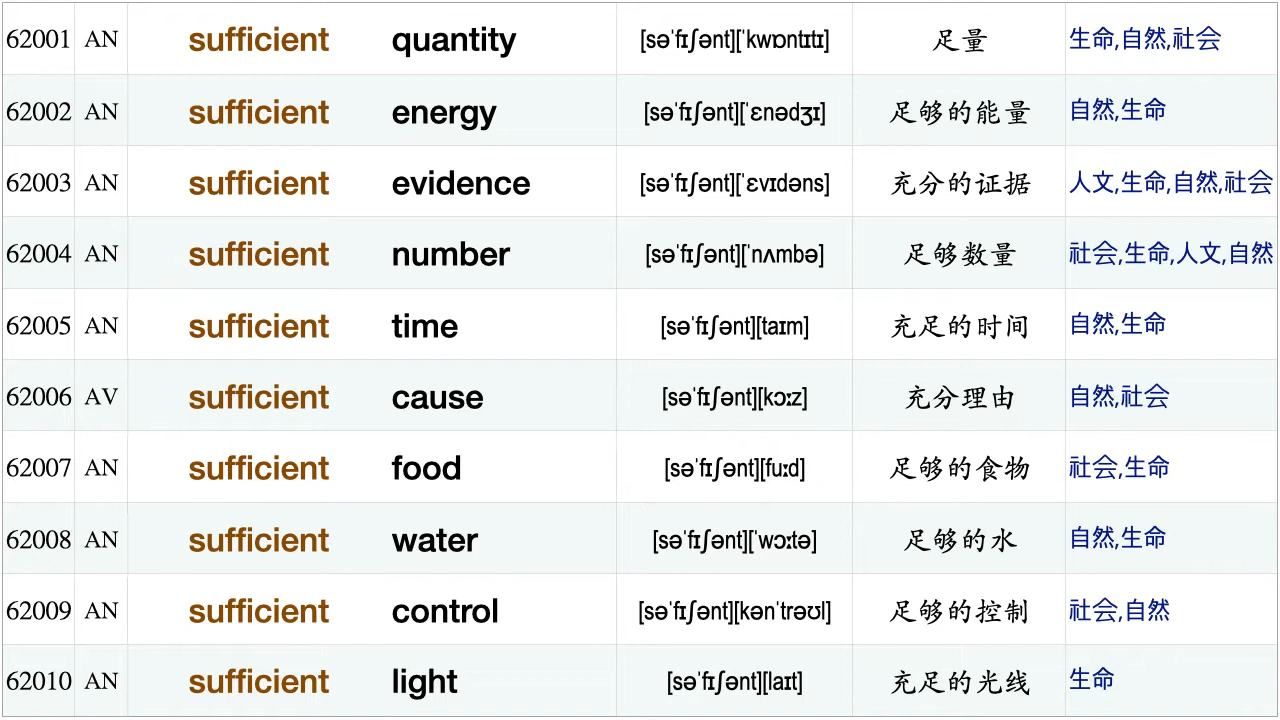 62001 AN sufficient quantity [səˈfɪʃənt][ˈkwɒntɪtɪ] 足量 生命,自然,社会
62002 AN sufficient energy [səˈfɪʃənt][ˈɛnədʒɪ] 足够的能量 自然,生命
62003 AN sufficient evidence [səˈfɪʃənt][ˈɛvɪdəns] 充分的证据 人文,生命,自然,社会
62004 AN sufficient number [səˈfɪʃənt][ˈnʌmbə] 足够数量 社会,生命,人文,自然
62005 AN sufficient time [səˈfɪʃənt][taɪm] 充足的时间 自然,生命
62006 AV sufficient cause [səˈfɪʃənt][kɔːz] 充分理由 自然,社会
62007 AN sufficient food [səˈfɪʃənt][fuːd] 足够的食物 社会,生命
62008 AN sufficient water [səˈfɪʃənt][ˈwɔːtə] 足够的水 自然,生命
62009 AN sufficient control [səˈfɪʃənt][kənˈtrəʊl] 足够的控制 社会,自然
62010 AN sufficient light [səˈfɪʃənt][laɪt] 充足的光线 生命